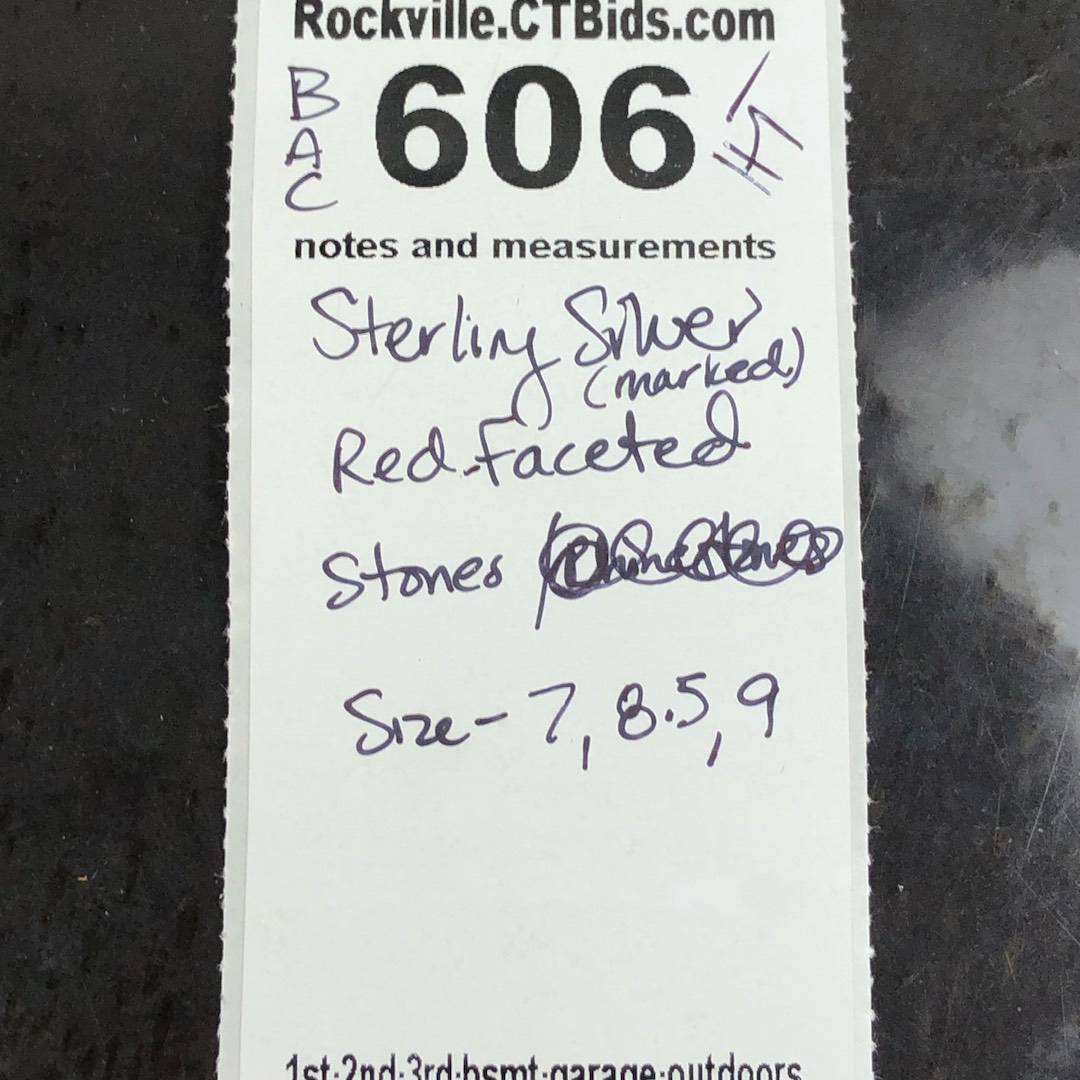 Rockville.CTBids.com
B
A
C
606
notes and measurements
Sterling Silver
(marked)
Red Faceted
Stones
Size - 7, 8.5, 9
1st-2nd-3rd-bsmt-garage-outdoors